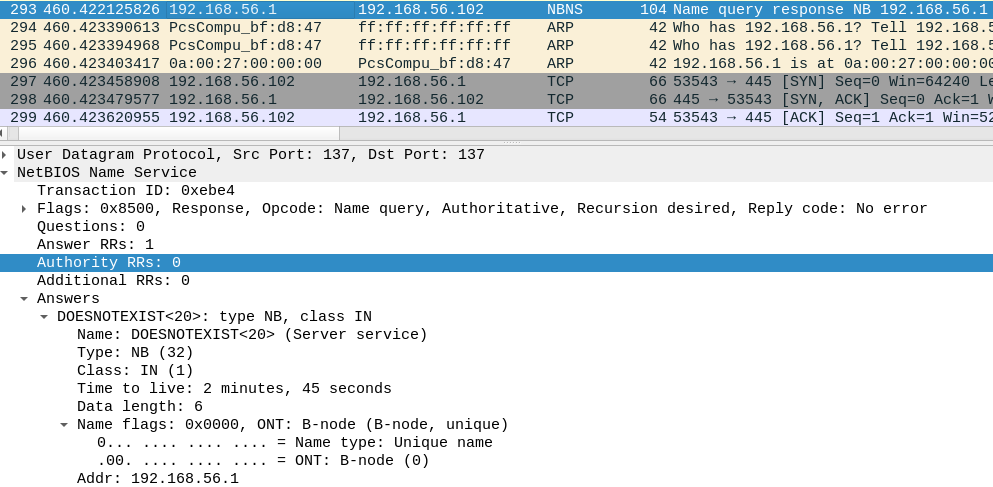 293 460.422125826 192.168.56.1 192.168.56.102 NBNS 104 Name query response NB 192.168.56.1
294 460.423390613 PcsCompu_bf:d8:47 ff:ff:ff:ff:ff:ff ARP 42 Who has 192.168.56.1? Tell 192.168.5
295 460.423394968 PcsCompu_bf:d8:47 ff:ff:ff:ff:ff:ff ARP 42 Who has 192.168.56.1? Tell 192.168.5
296 460.423403417 0a:00:27:00:00:00 PcsCompu_bf:d8:47 ARP 42 192.168.56.1 is at 0a:00:27:00:00:00
297 460.423458908 192.168.56.102 192.168.56.1 TCP 66 53543 → 445 [SYN] Seq=0 Win=64240 Le
298 460.423479577 192.168.56.1 192.168.56.102 TCP 66 445 → 53543 [SYN, ACK] Seq=0 Ack=1 W
299 460.423620955 192.168.56.102 192.168.56.1 TCP 54 53543 → 445 [ACK] Seq=1 Ack=1 Win=52
User Datagram Protocol, Src Port: 137, Dst Port: 137
NetBIOS Name Service
Transaction ID: 0xebe4
Flags: 0x8500, Response, Opcode: Name query, Authoritative, Recursion desired, Reply code: No error
Questions: 0
Answer RRs: 1
Authority RRs: 0
Additional RRs: 0
Answers
DOESNOTEXIST<20>: type NB, class IN
Name: DOESNOTEXIST<20> (Server service)
Type: NB (32)
Class: IN (1)
Time to live: 2 minutes, 45 seconds
Data length: 6
Name flags: 0x0000, ONT: B-node (B-node, unique)
0... .... .... .... = Name type: Unique name
.00. .... .... .... = ONT: B-node (0)
Addr: 192.168.56.1